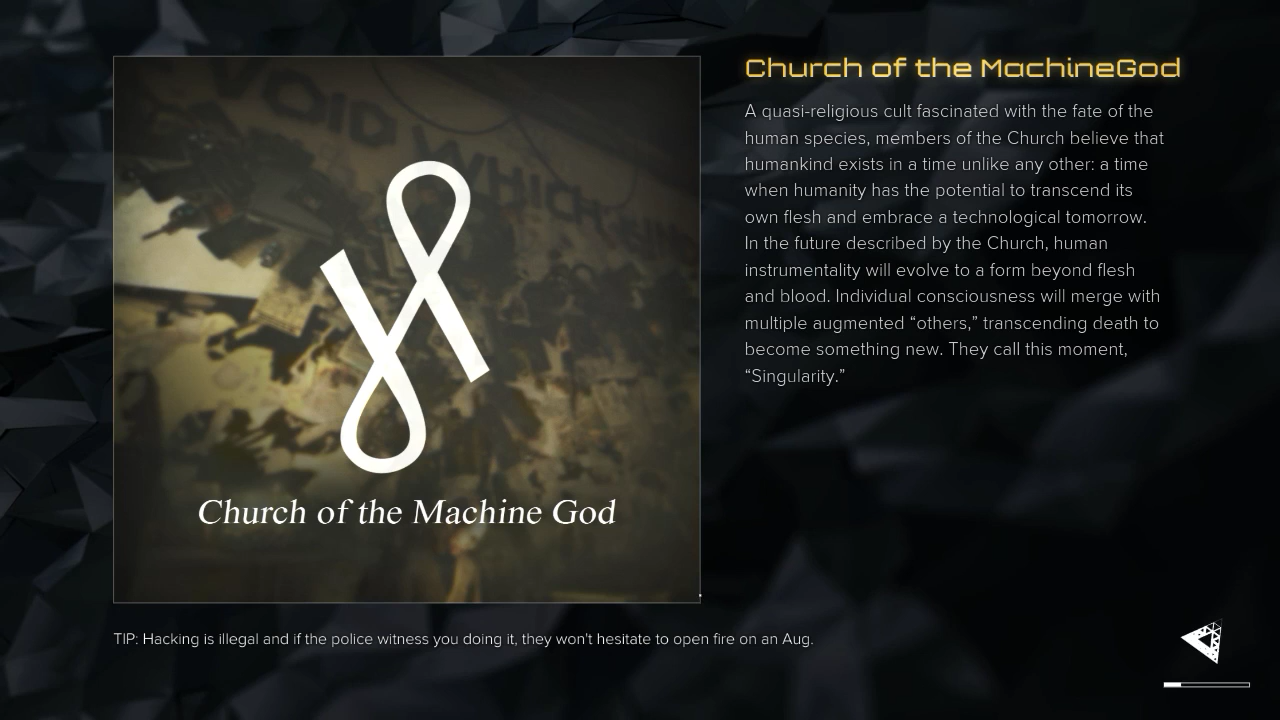 Church of the MachineGod
A quasi-religious cult fascinated with the fate of the
human species, members of the Church believe that
humankind exists in a time unlike any other: a time
when humanity has the potential to transcend its
own flesh and embrace a technological tomorrow.
In the future described by the Church, human
instrumentality will evolve to a form beyond flesh
and blood. Individual consciousness will merge with
multiple augmented “others,” transcending death to
become something new. They call this moment,
“Singularity.”
VOID WHICH
Church of the Machine God
TIP: Hacking is illegal and if the police witness you doing it, they won't hesitate to open fire on an Aug.